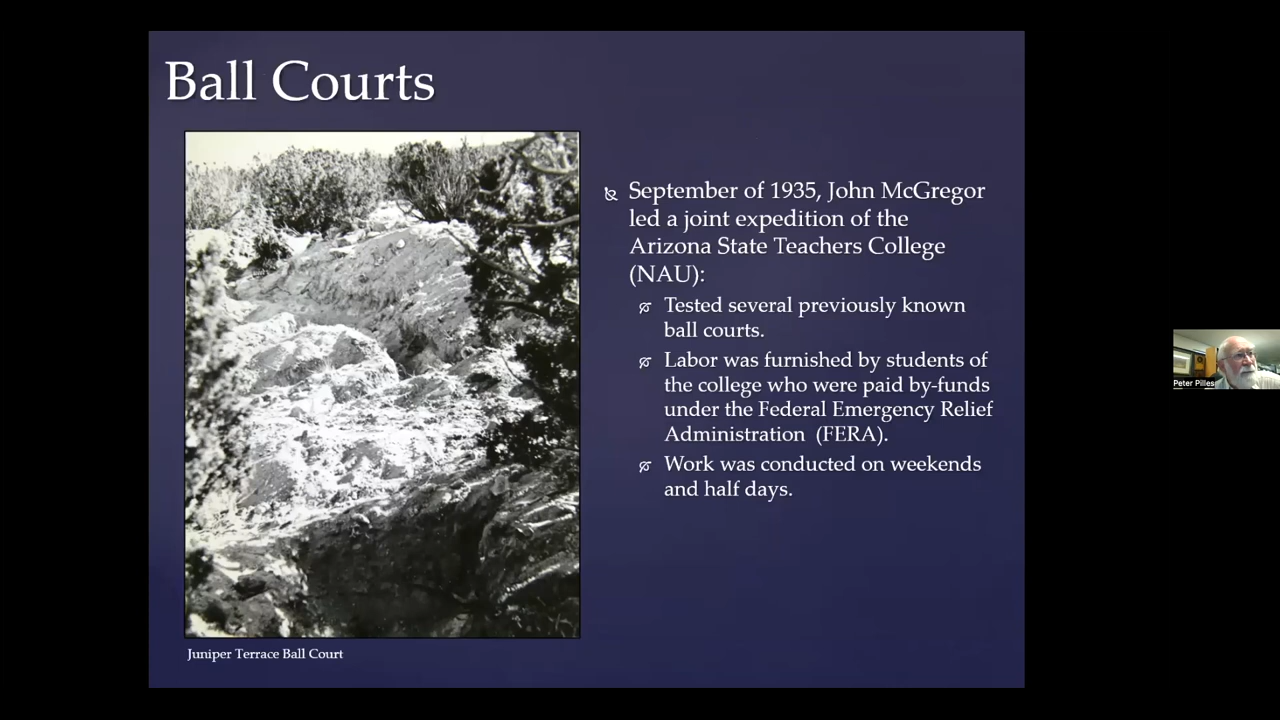 Ball Courts
September of 1935, John McGregor
led a joint expedition of the
Arizona State Teachers College
(NAU):
Tested several previously known
ball courts.
Labor was furnished by students of
the college who were paid by-funds
under the Federal Emergency Relief
Administration (FERA).
Work was conducted on weekends
and half days.
Juniper Terrace Ball Court
Peter Pilles